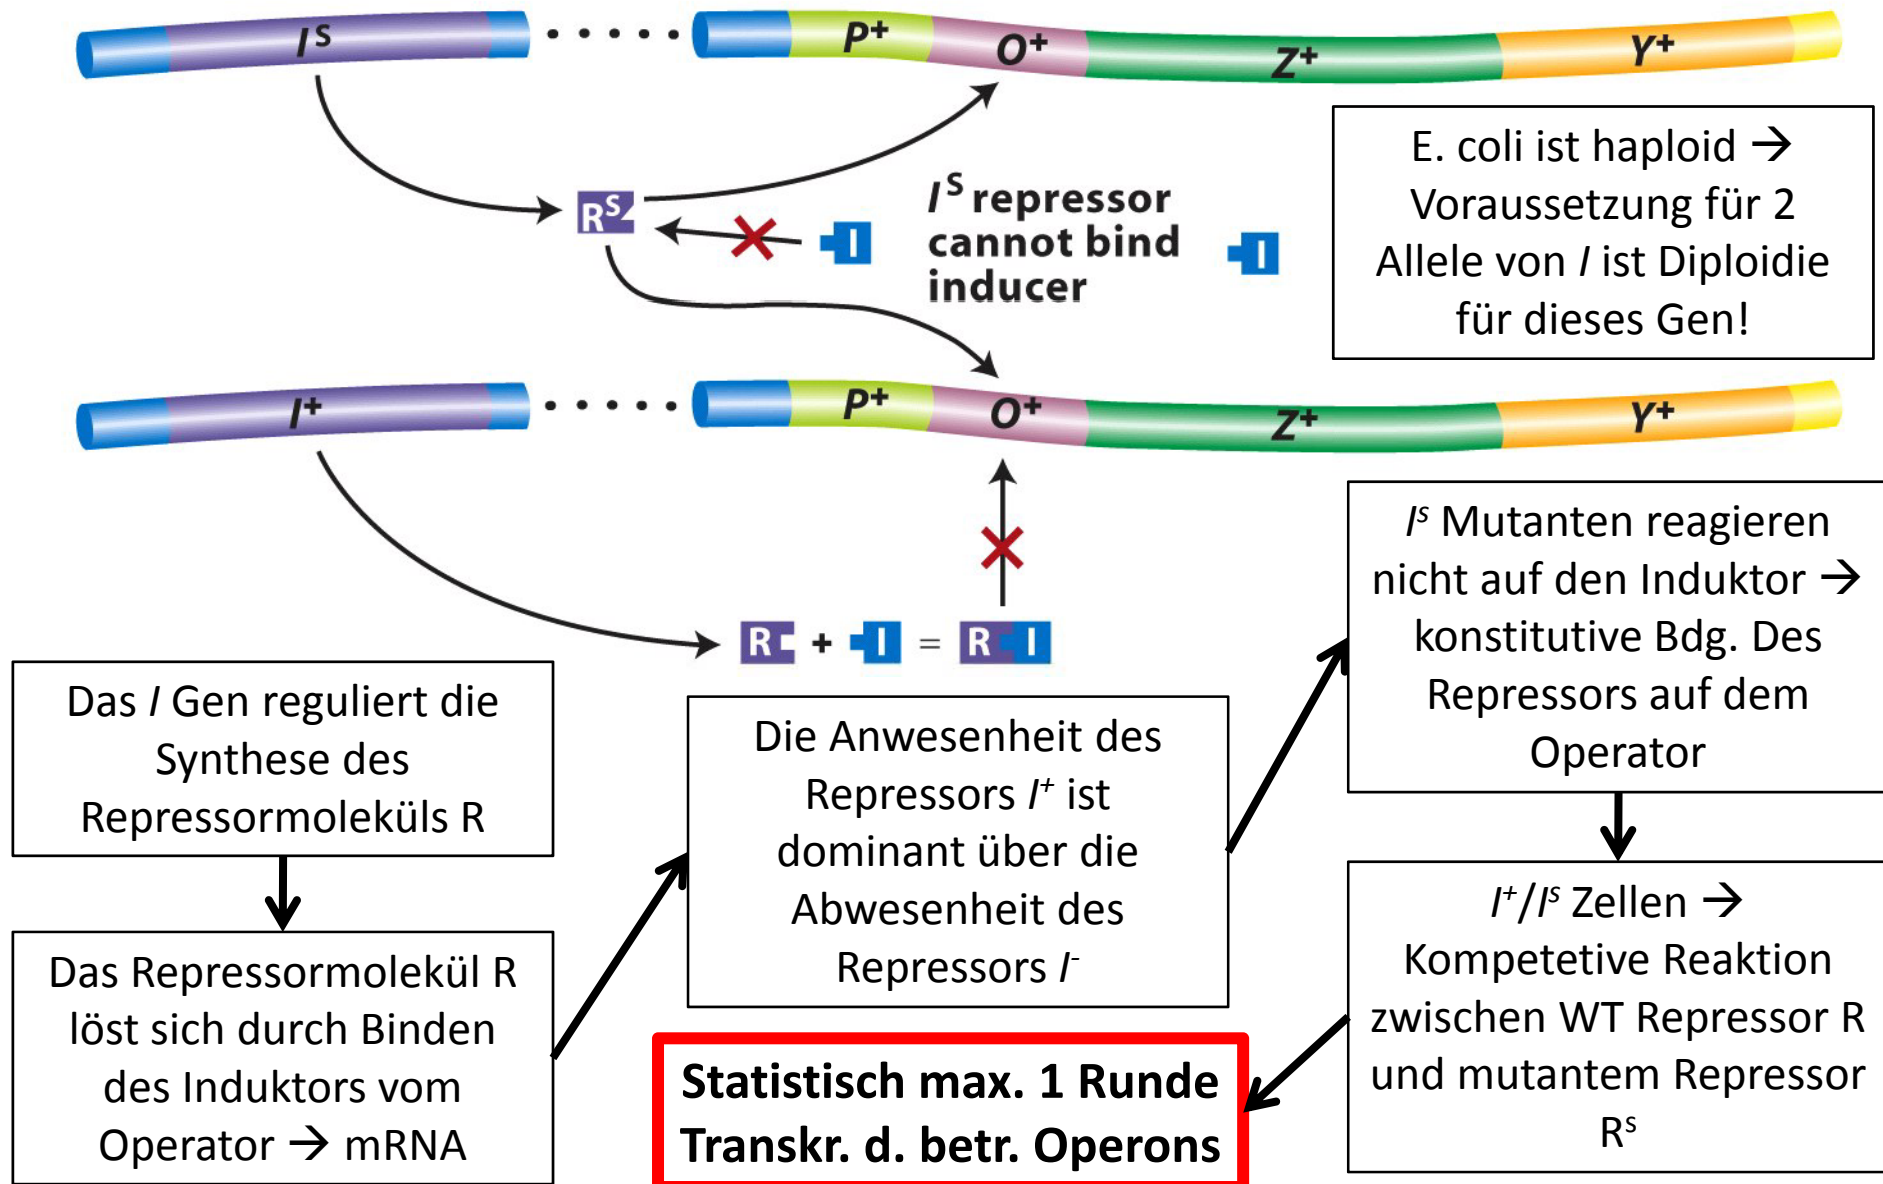 I^S
P^+
O^+
Z^+
Y^+
E. coli ist haploid →
Voraussetzung für 2
Allele von I ist Diploidie
für dieses Gen!
R^S
I
I^S repressor
cannot bind
inducer
I
I^+
P^+
O^+
Z^+
Y^+
R + I = R I
I^s Mutanten reagieren
nicht auf den Induktor →
konstitutive Bdg. Des
Repressors auf dem
Operator
Das I Gen reguliert die
Synthese des
Repressormoleküls R
Die Anwesenheit des
Repressors I^+ ist
dominant über die
Abwesenheit des
Repressors I^-
I^+/I^s Zellen →
Kompetetive Reaktion
zwischen WT Repressor R
und mutantem Repressor
R^s
Das Repressormolekül R
löst sich durch Binden
des Induktors vom
Operator → mRNA
Statistisch max. 1 Runde
Transkr. d. betr. Operons